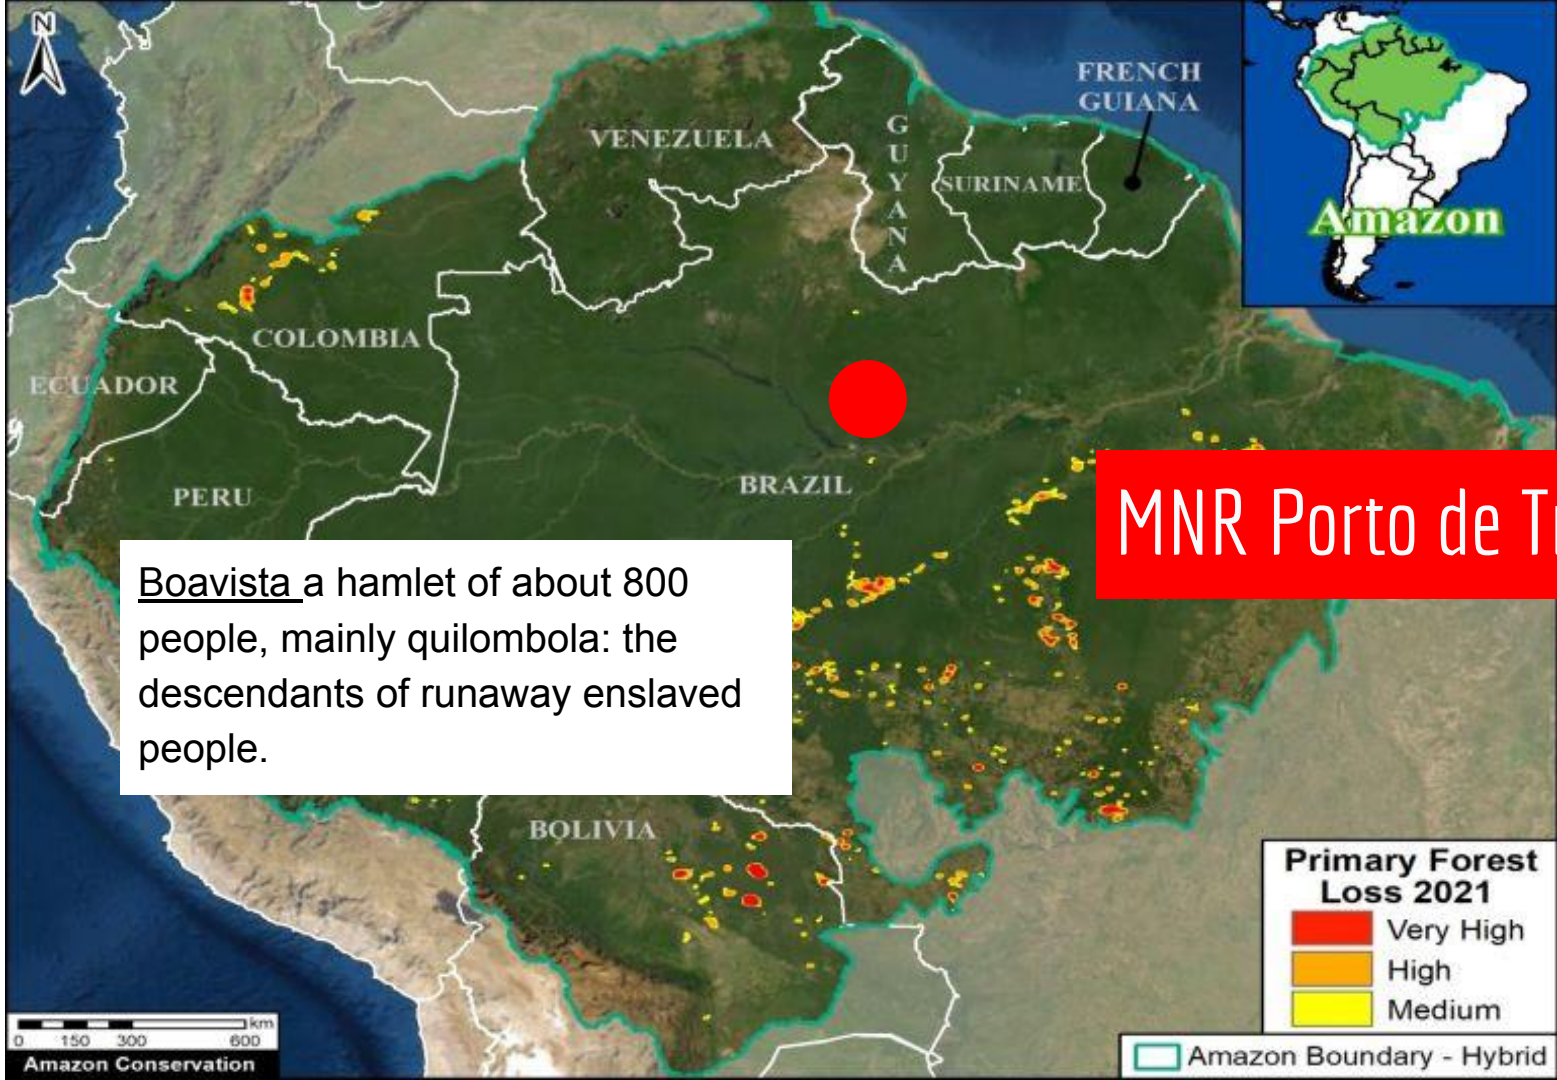 N
FRENCH
GUIANA
VENEZUELA
GUYANA
SURINAME
Amazon
COLOMBIA
ECUADOR
PERU
BRAZIL
MNR Porto de T
Boavista a hamlet of about 800
people, mainly quilombola: the
descendants of runaway enslaved
people.
BOLIVIA
Primary Forest
Loss 2021
Very High
High
Medium
km
0 150 300 600
Amazon Conservation
Amazon Boundary - Hybrid